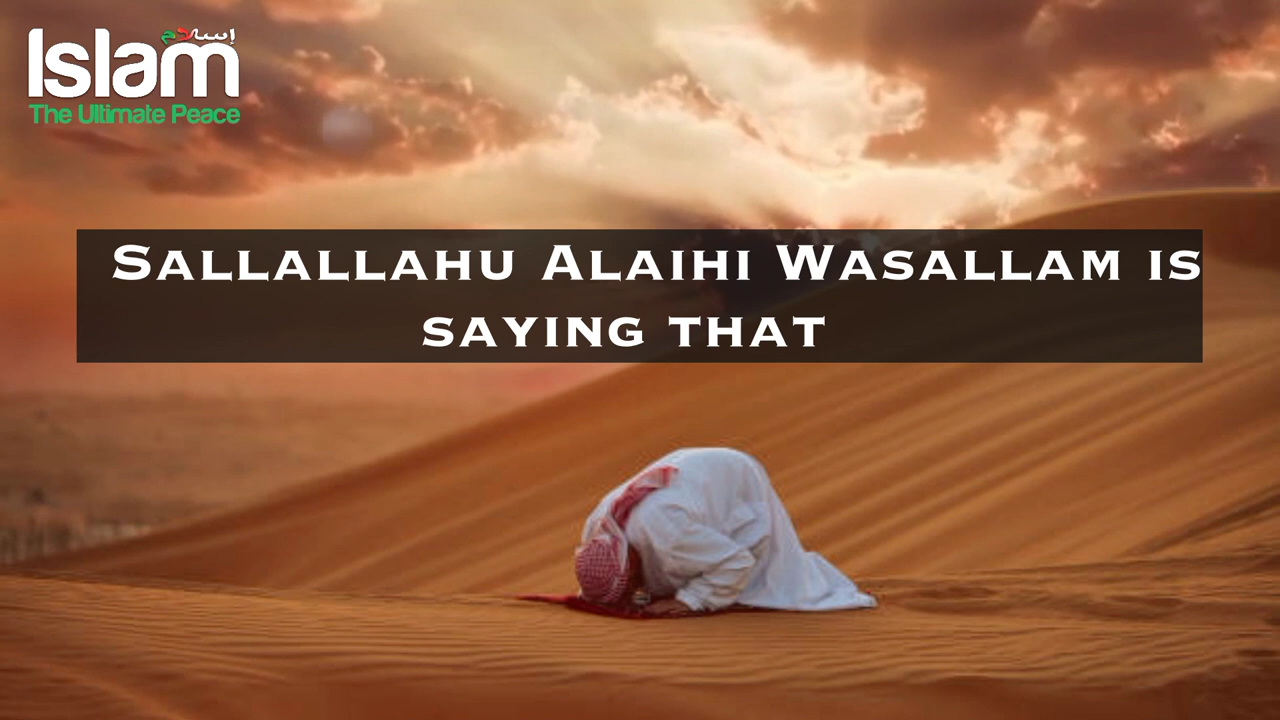 إسلام
Islam
The Ultimate Peace
Sallallahu Alaihi Wasallam is
saying that